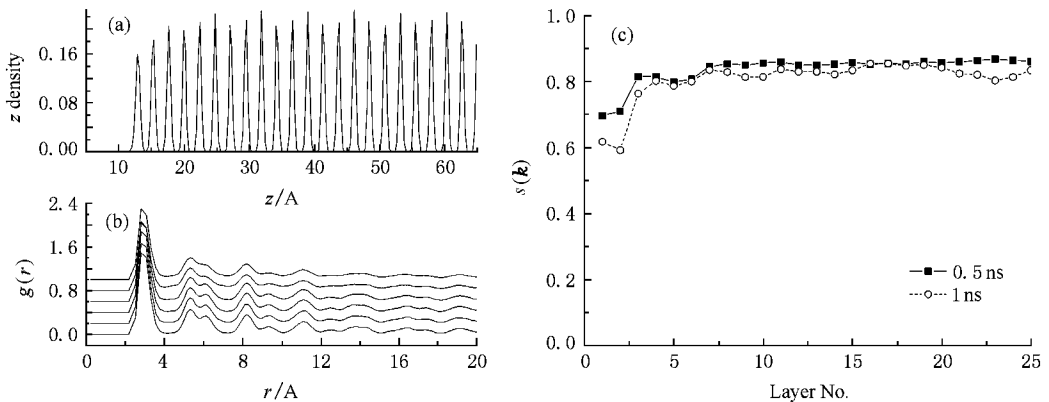 (a)
z density
0.16
0.08
0.00
10 20 30 40 50 60
z/A
(b)
g(r)
2.4
1.6
0.8
0.0
0 4 8 12 16 20
r/A
(c)
s(k)
1.0
0.8
0.6
0.4
0.2
0.0
0 5 10 15 20 25
Layer No.
0.5 ns
1 ns